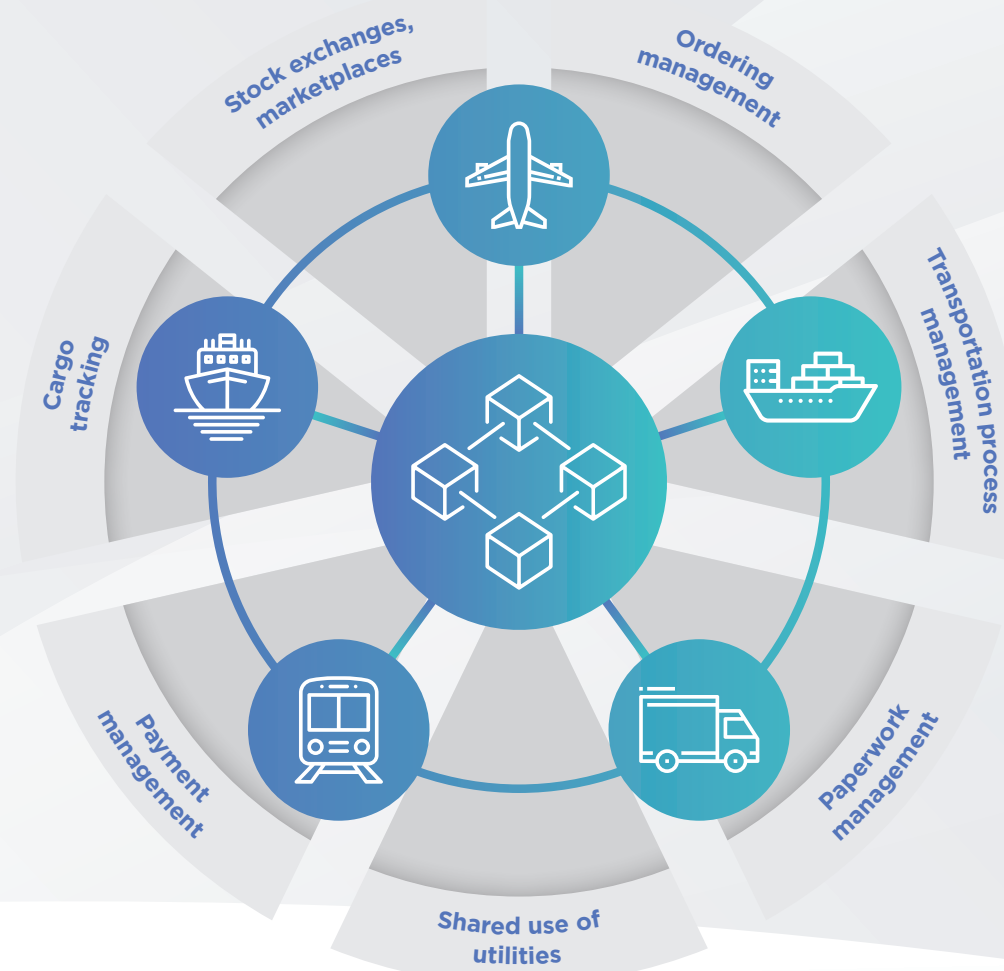 Stock exchanges,
marketplaces
Ordering
management
Transportation process
management
Paperwork
management
Shared use of
utilities
Payment
management
Cargo
tracking